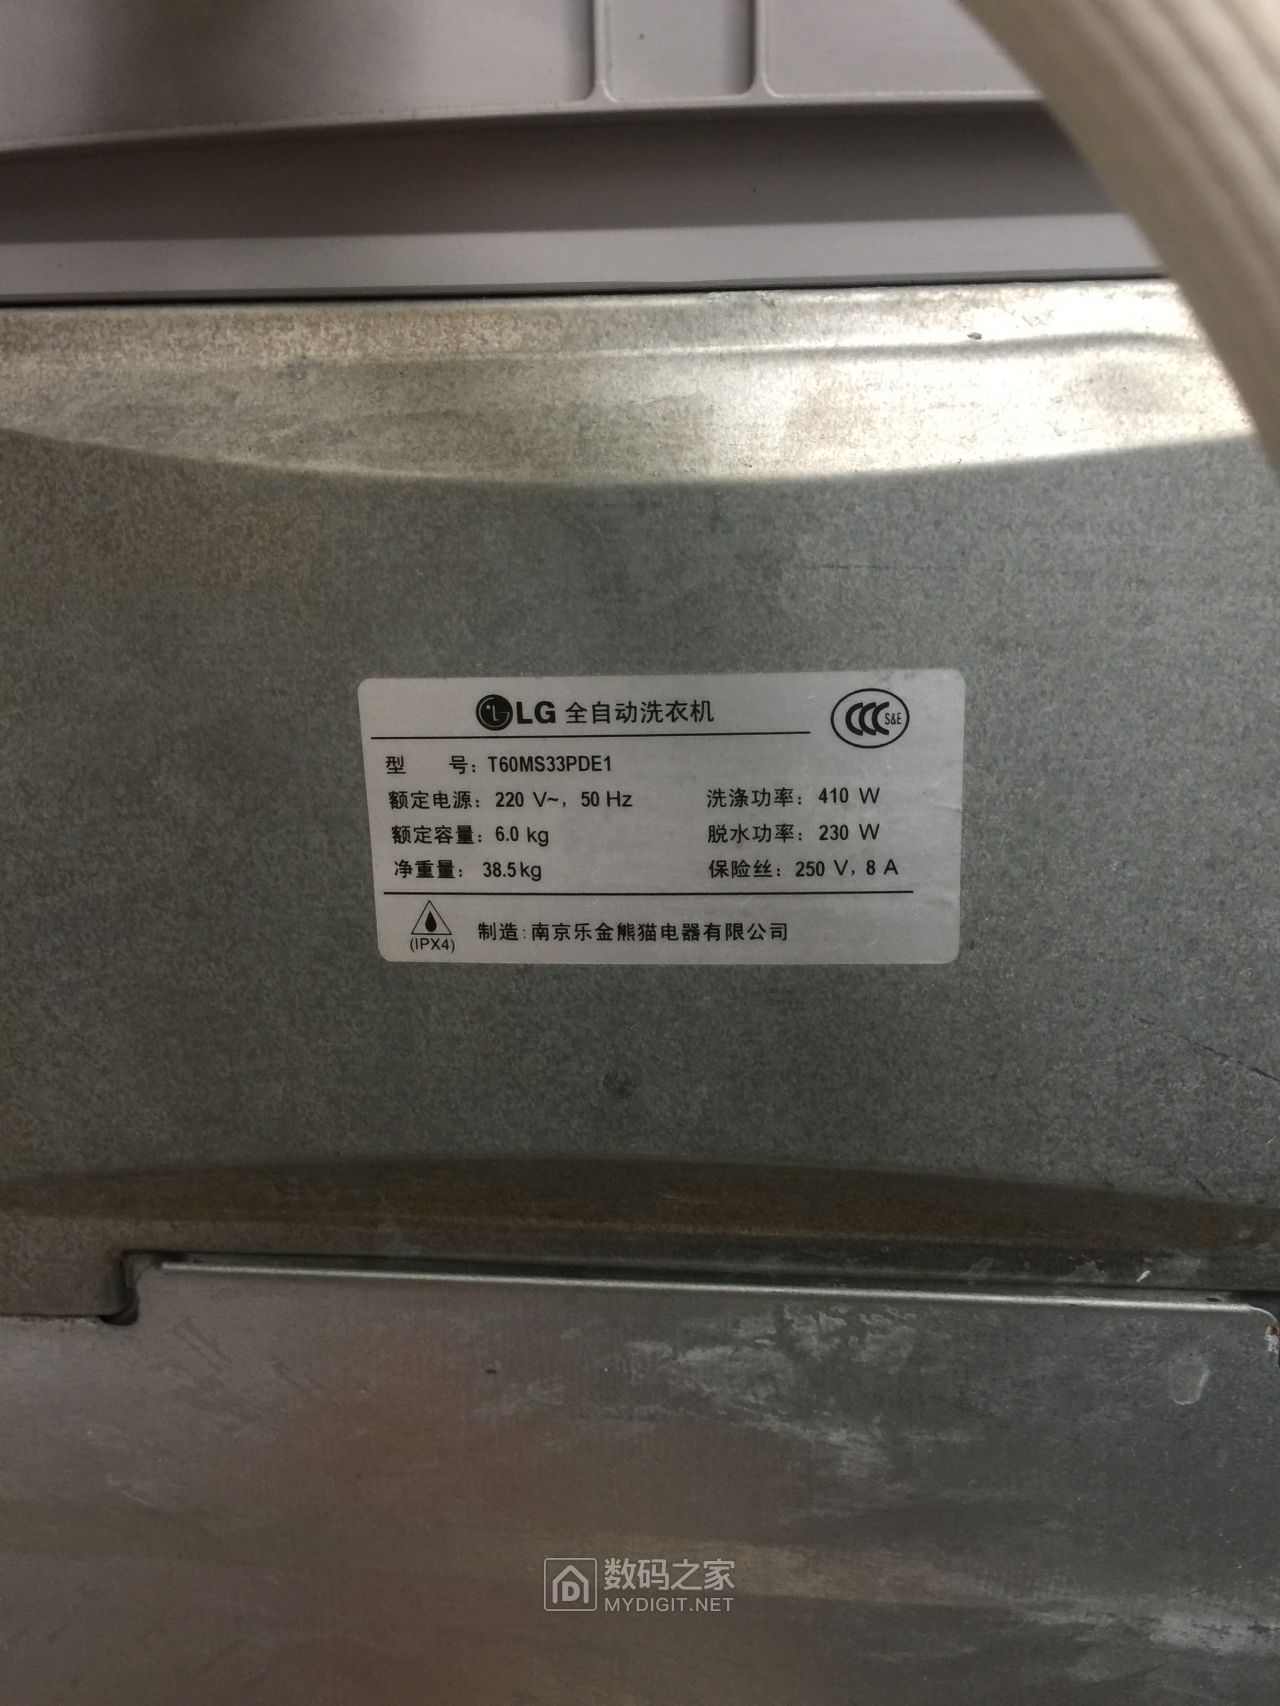 LG 全自动洗衣机
CCC S&E
型 号：T60MS33PDE1
额定电源：220 V~，50 Hz 洗涤功率：410 W
额定容量：6.0 kg 脱水功率：230 W
净重量：38.5kg 保险丝：250 V，8 A
(IPX4) 制造:南京乐金熊猫电器有限公司
数码之家
MYDIGIT.NET